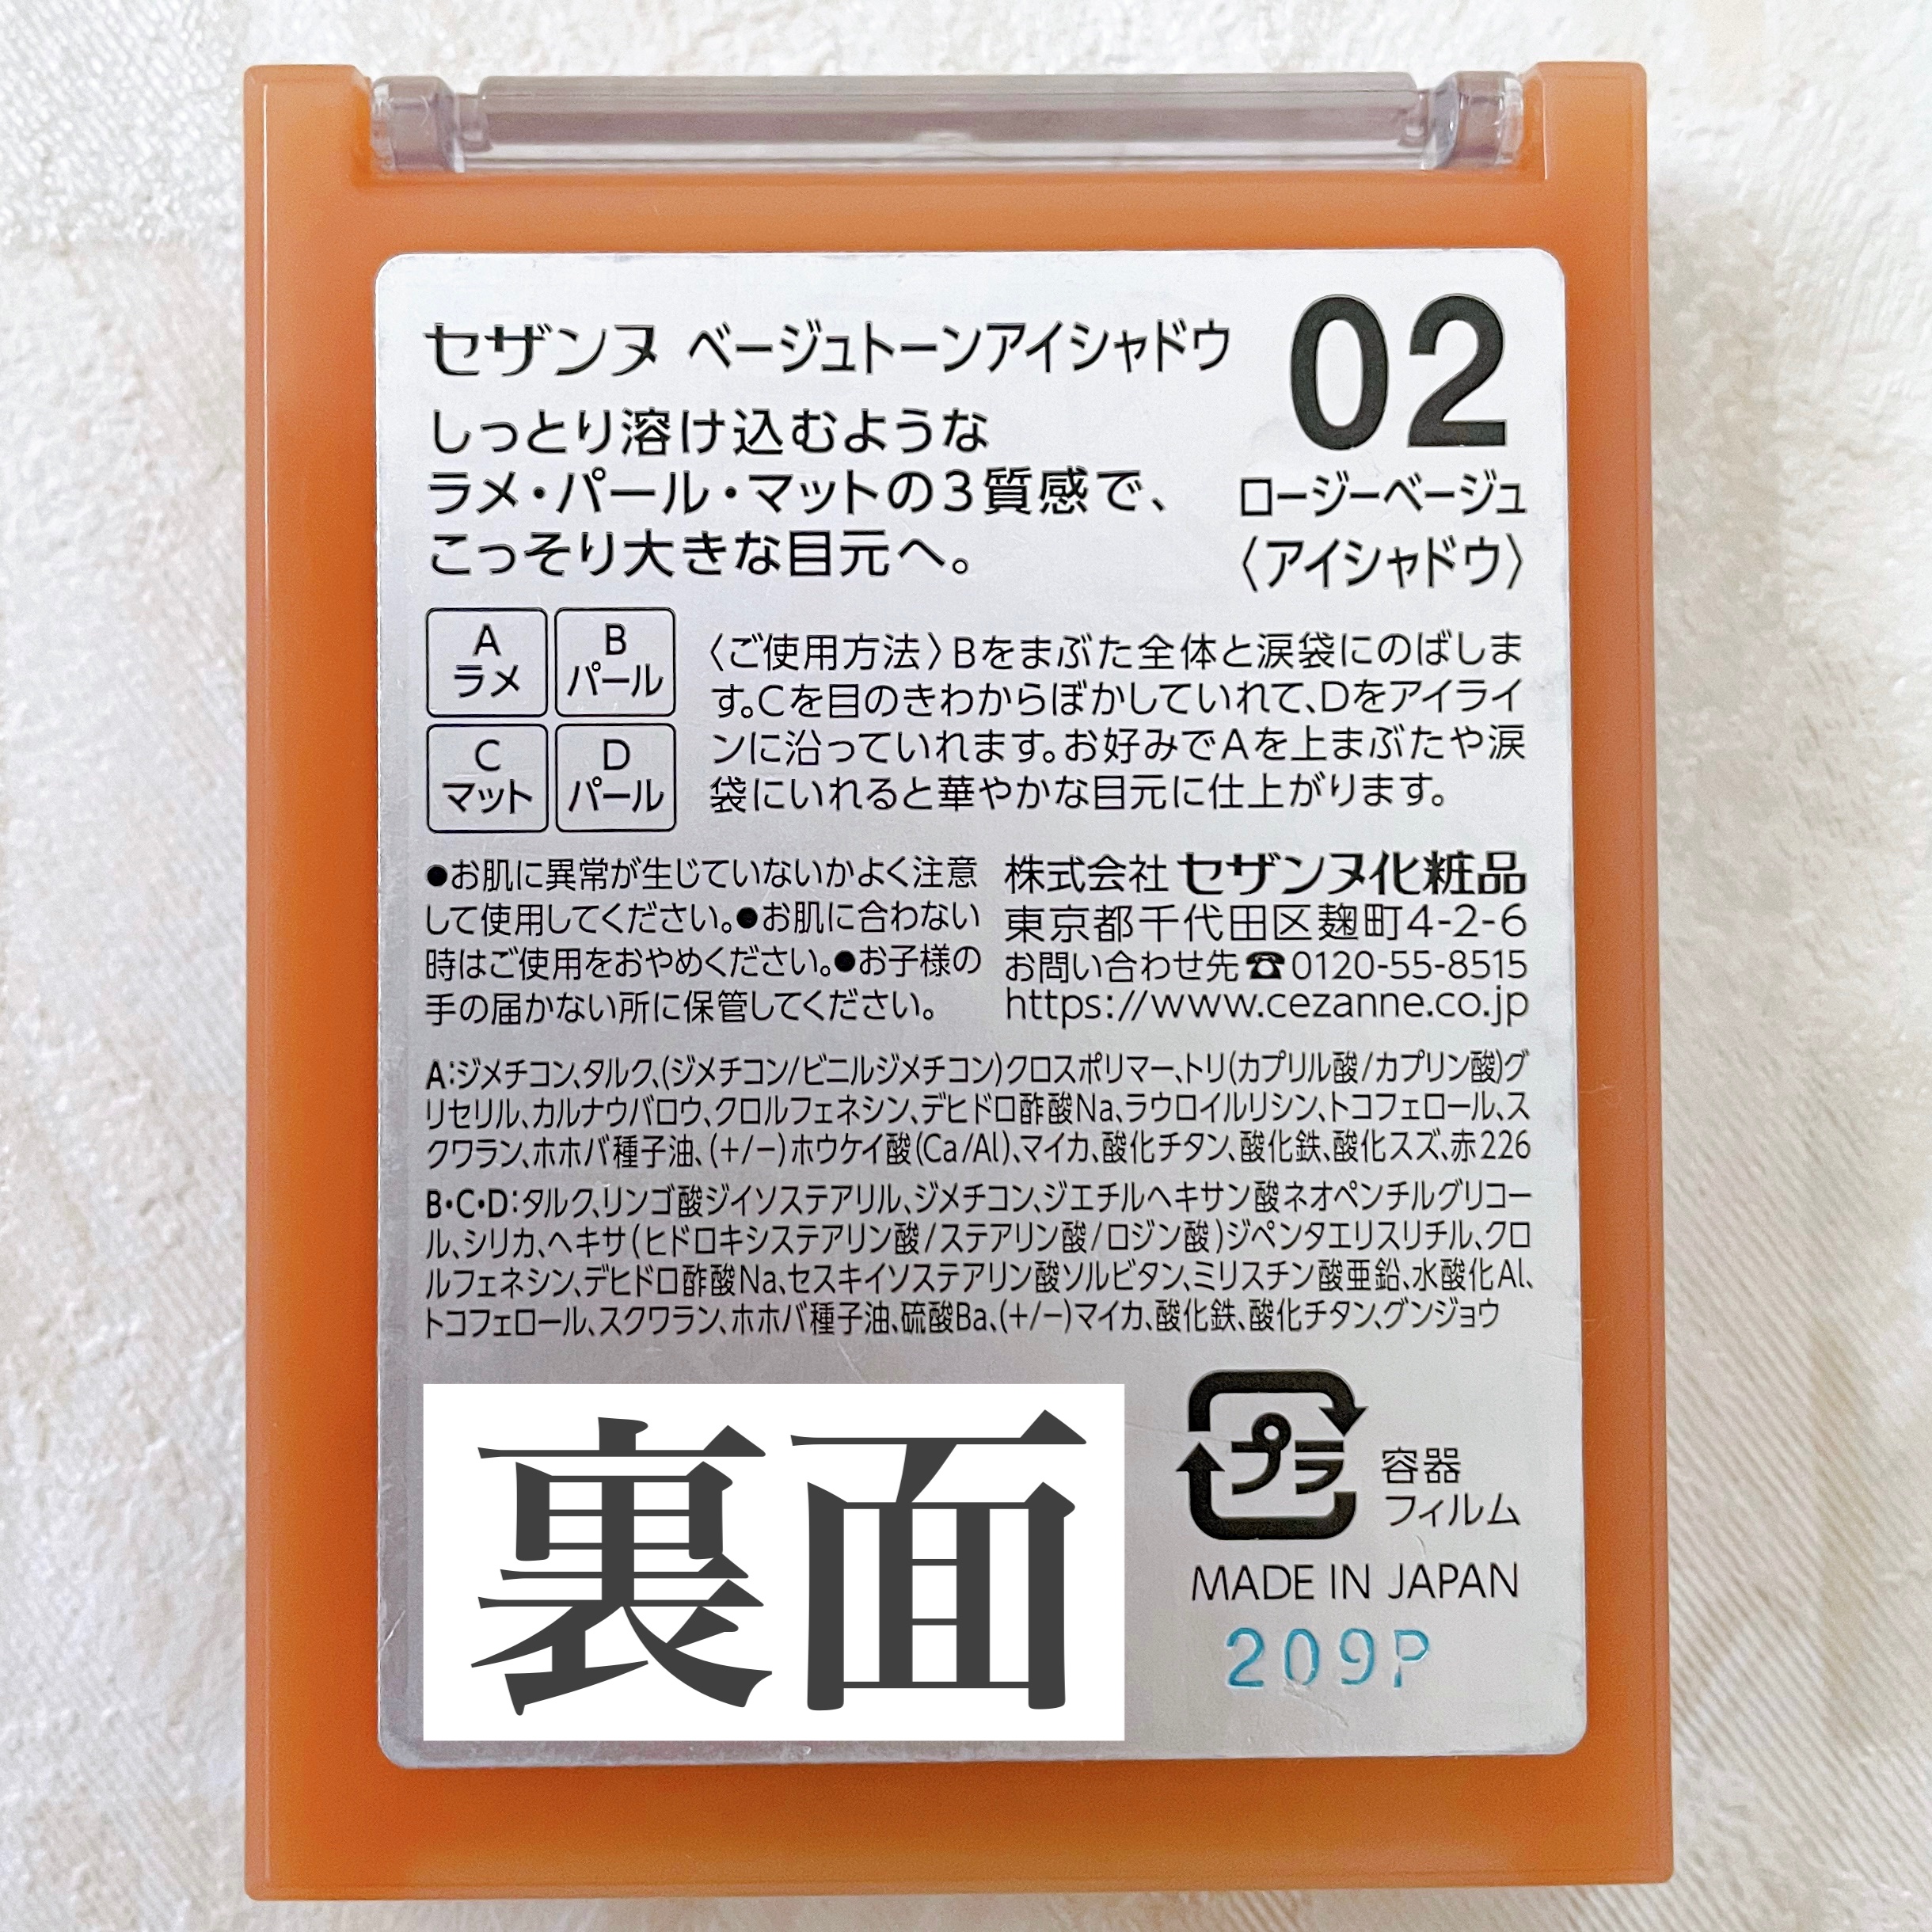 セザンヌ ベージュトーンアイシャドウ
02
しっとり溶け込むような
ラメ・パール・マットの3質感で、
こっそり大きな目元へ。
ロージーベージュ
〈アイシャドウ〉
A
ラメ
B
パール
C
マット
D
パール
〈ご使用方法〉Bをまぶた全体と涙袋にのばしま
す。Cを目のきわからぼかしていれて、Dをアイライ
ンに沿っていれます。お好みでAを上まぶたや涙
袋にいれると華やかな目元に仕上がります。
●お肌に異常が生じていないかよく注意
して使用してください。●お肌に合わない
時はご使用をおやめください。●お子様の
手の届かない所に保管してください。
株式会社 セザンヌ化粧品
東京都千代田区麹町4-2-6
お問い合わせ先☎0120-55-8515
https://www.cezanne.co.jp
A:ジメチコン、タルク、(ジメチコン/ビニルジメチコン)クロスポリマー、トリ(カプリル酸/カプリン酸)グ
リセリル、カルナウバロウ、クロルフェネシン、デヒドロ酢酸Na、ラウロイルリシン、トコフェロール、ス
クワラン、ホホバ種子油、(+/−)ホウケイ酸(Ca/Al)、マイカ、酸化チタン、酸化鉄、酸化スズ、赤226
B・C・D:タルク、リンゴ酸ジイソステアリル、ジメチコン、ジエチルヘキサン酸ネオペンチルグリコー
ル、シリカ、ヘキサ(ヒドロキシステアリン酸/ステアリン酸/ロジン酸)ジペンタエリスリチル、クロ
ルフェネシン、デヒドロ酢酸Na、セスキイソステアリン酸ソルビタン、ミリスチン酸亜鉛、水酸化Al、
トコフェロール、スクワラン、ホホバ種子油、硫酸Ba、(+/−)マイカ、酸化鉄、酸化チタン、グンジョウ
裏面
プラ
容器
フィルム
MADE IN JAPAN
209P